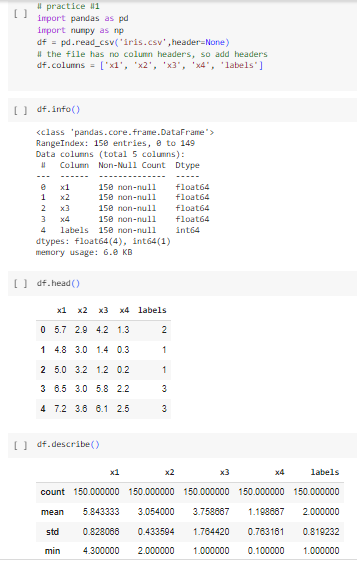 # practice #1
[ ] import pandas as pd
import numpy as np
df = pd.read_csv('iris.csv',header=None)
# the file has no column headers, so add headers
df.columns = ['x1', 'x2', 'x3', 'x4', 'labels']
[ ] df.info()
<class 'pandas.core.frame.DataFrame'>
RangeIndex: 150 entries, 0 to 149
Data columns (total 5 columns):
# Column Non-Null Count Dtype
--- ------ -------------- -----
0 x1 150 non-null float64
1 x2 150 non-null float64
2 x3 150 non-null float64
3 x4 150 non-null float64
4 labels 150 non-null int64
dtypes: float64(4), int64(1)
memory usage: 6.0 KB
[ ] df.head()
x1 x2 x3 x4 labels
0 5.7 2.9 4.2 1.3 2
1 4.8 3.0 1.4 0.3 1
2 5.0 3.2 1.2 0.2 1
3 6.5 3.0 5.8 2.2 3
4 7.2 3.6 6.1 2.5 3
[ ] df.describe()
x1 x2 x3 x4 labels
count 150.000000 150.000000 150.000000 150.000000 150.000000
mean 5.843333 3.054000 3.758667 1.198667 2.000000
std 0.828066 0.433594 1.764420 0.763161 0.819232
min 4.300000 2.000000 1.000000 0.100000 1.000000